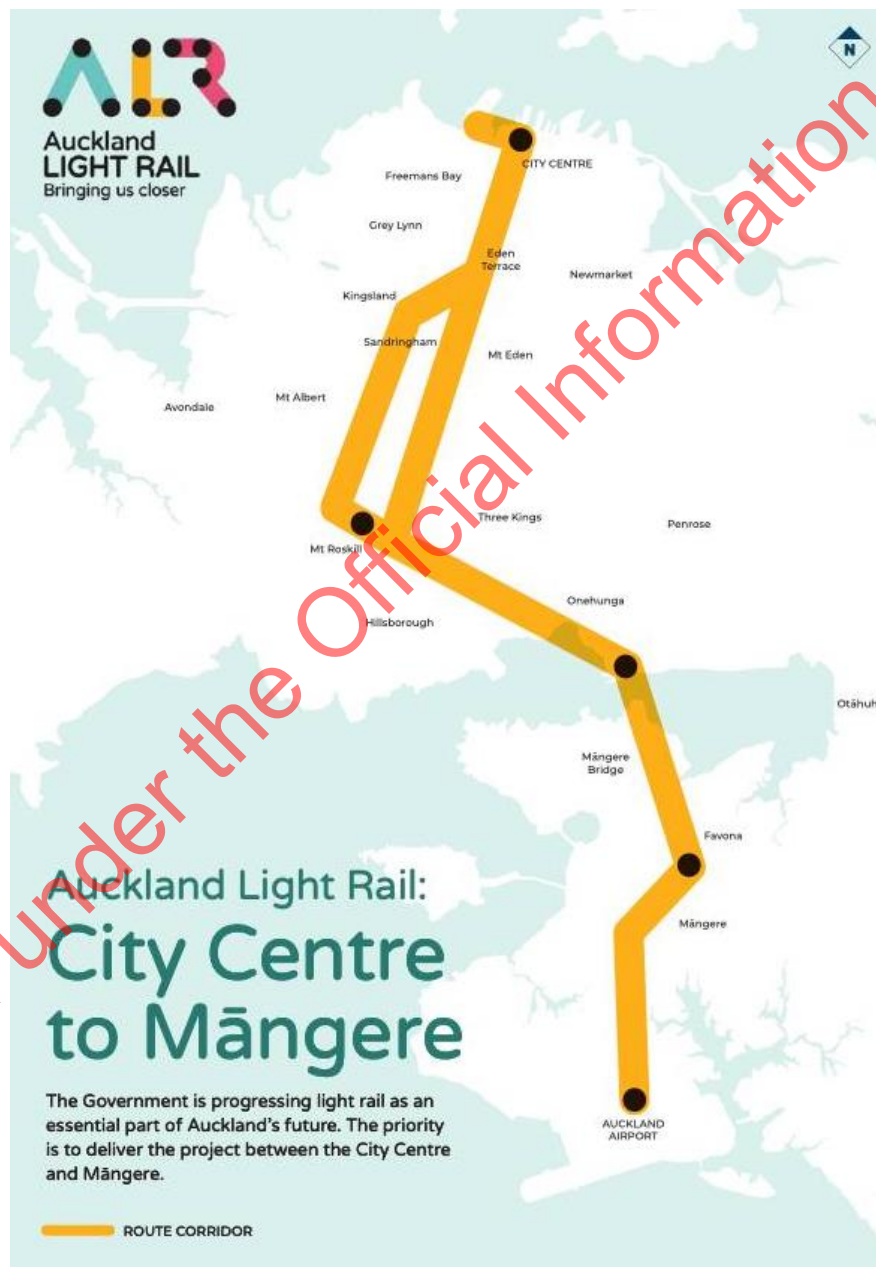 ALR
Auckland
LIGHT RAIL
Bringing us closer
N
CITY CENTRE
Freemans Bay
Grey Lynn
Eden
Terrace
Newmarket
Kingsland
Sandringham
Mt Eden
Mt Albert
Avondale
Three Kings
Penrose
Mt Roskill
Onehunga
Hillsborough
Otāhuh
Māngere
Bridge
Favona
Māngere
AUCKLAND
AIRPORT
Auckland Light Rail:
City Centre
to Māngere
The Government is progressing light rail as an
essential part of Auckland's future. The priority
is to deliver the project between the City Centre
and Māngere.
ROUTE CORRIDOR
under the Official Information